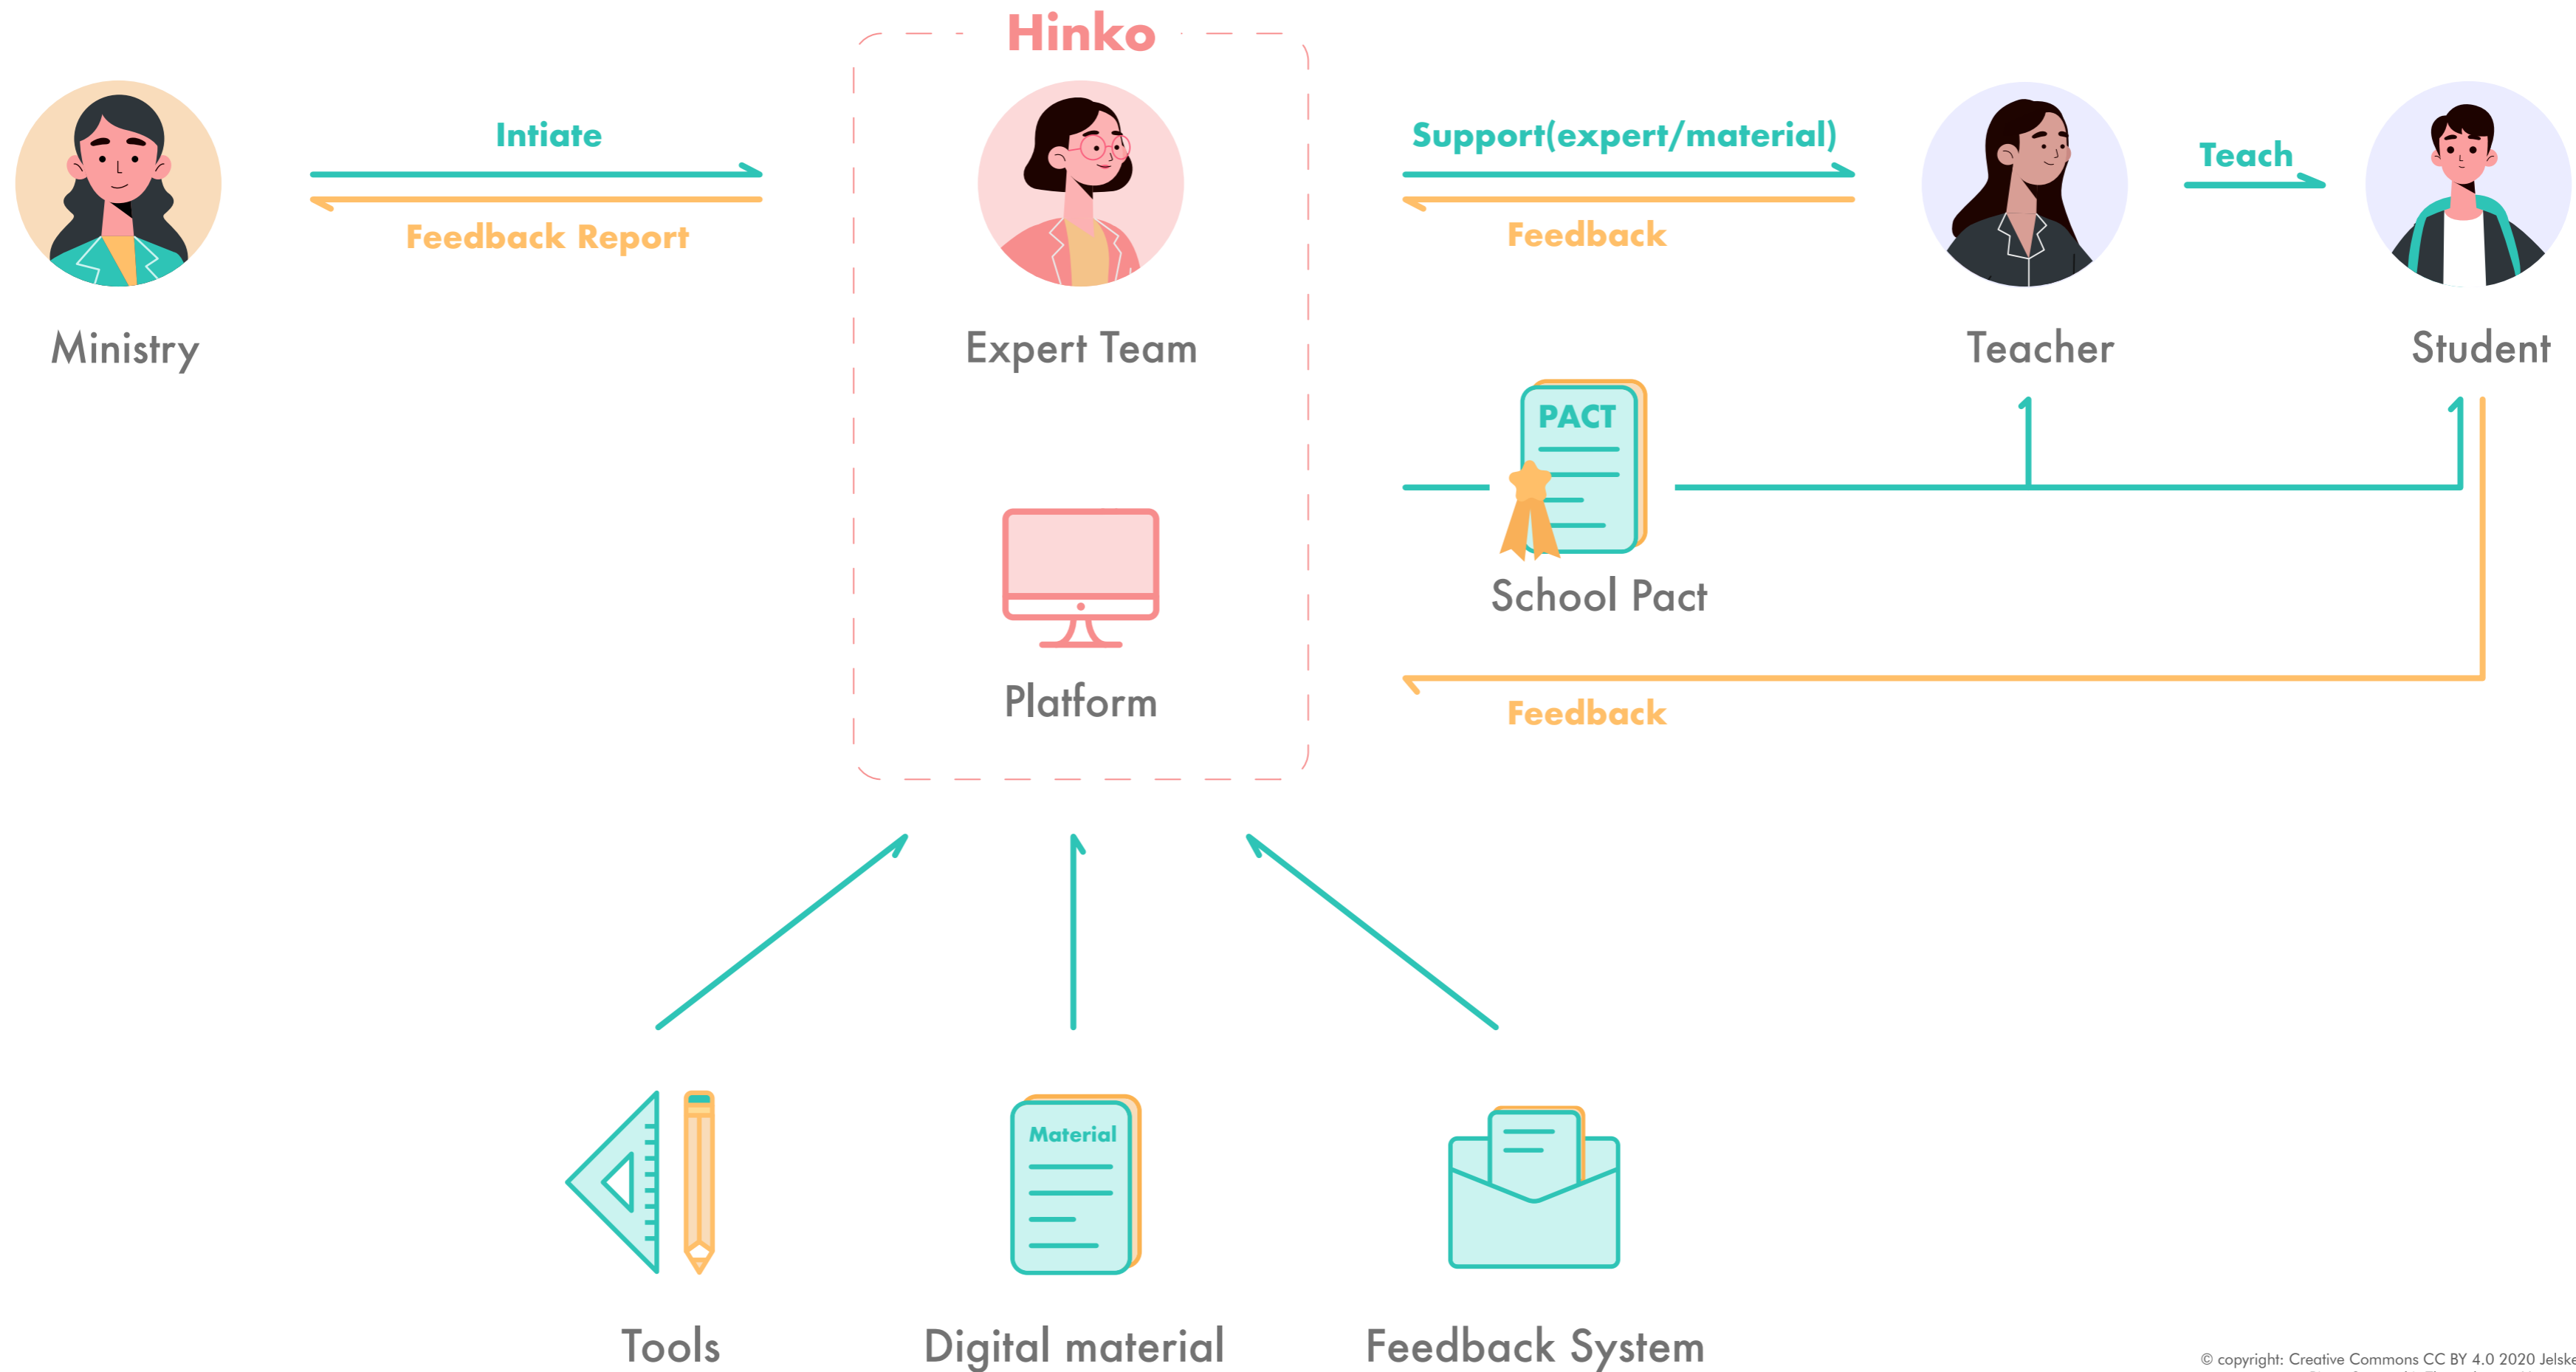 Hinko
Intiate
Feedback Report
Support(expert/material)
Feedback
Teach
Ministry
Expert Team
Teacher
Student
PACT
School Pact
Platform
Feedback
Material
Tools
Digital material
Feedback System
© copyright: Creative Commons CC BY 4.0 2020 Jelske